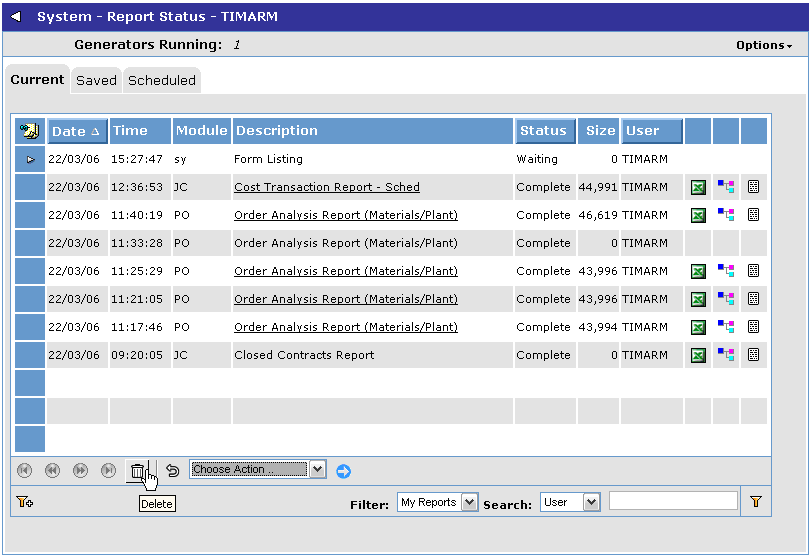 System - Report Status - TIMARM
Generators Running: 1
Options
Current Saved Scheduled
Date Time Module Description Status Size User
22/03/06 15:27:47 sy Form Listing Waiting 0 TIMARM
22/03/06 12:36:53 JC Cost Transaction Report - Sched Complete 44,991 TIMARM
22/03/06 11:40:19 PO Order Analysis Report (Materials/Plant) Complete 46,619 TIMARM
22/03/06 11:33:28 PO Order Analysis Report (Materials/Plant) Complete 0 TIMARM
22/03/06 11:25:29 PO Order Analysis Report (Materials/Plant) Complete 43,996 TIMARM
22/03/06 11:21:05 PO Order Analysis Report (Materials/Plant) Complete 43,996 TIMARM
22/03/06 11:17:46 PO Order Analysis Report (Materials/Plant) Complete 43,994 TIMARM
22/03/06 09:20:05 JC Closed Contracts Report Complete 0 TIMARM
Choose Action ..
Delete
Filter: My Reports Search: User